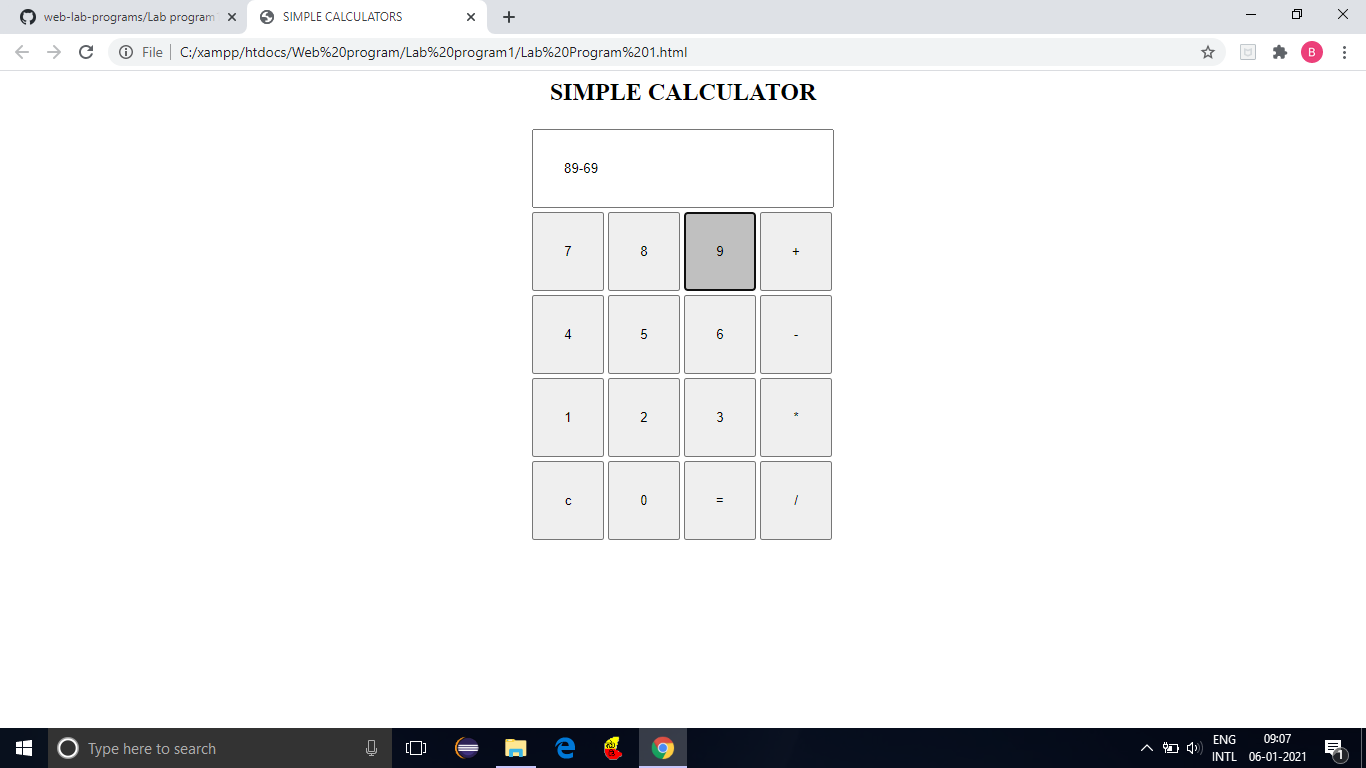 web-lab-programs/Lab program
SIMPLE CALCULATORS
File
C:/xampp/htdocs/Web%20program/Lab%20program1/Lab%20Program%201.html
B
SIMPLE CALCULATOR
89-69
7 8 9 +
4 5 6 -
1 2 3 *
c 0 = /
Type here to search
ENG
INTL
09:07
06-01-2021
1